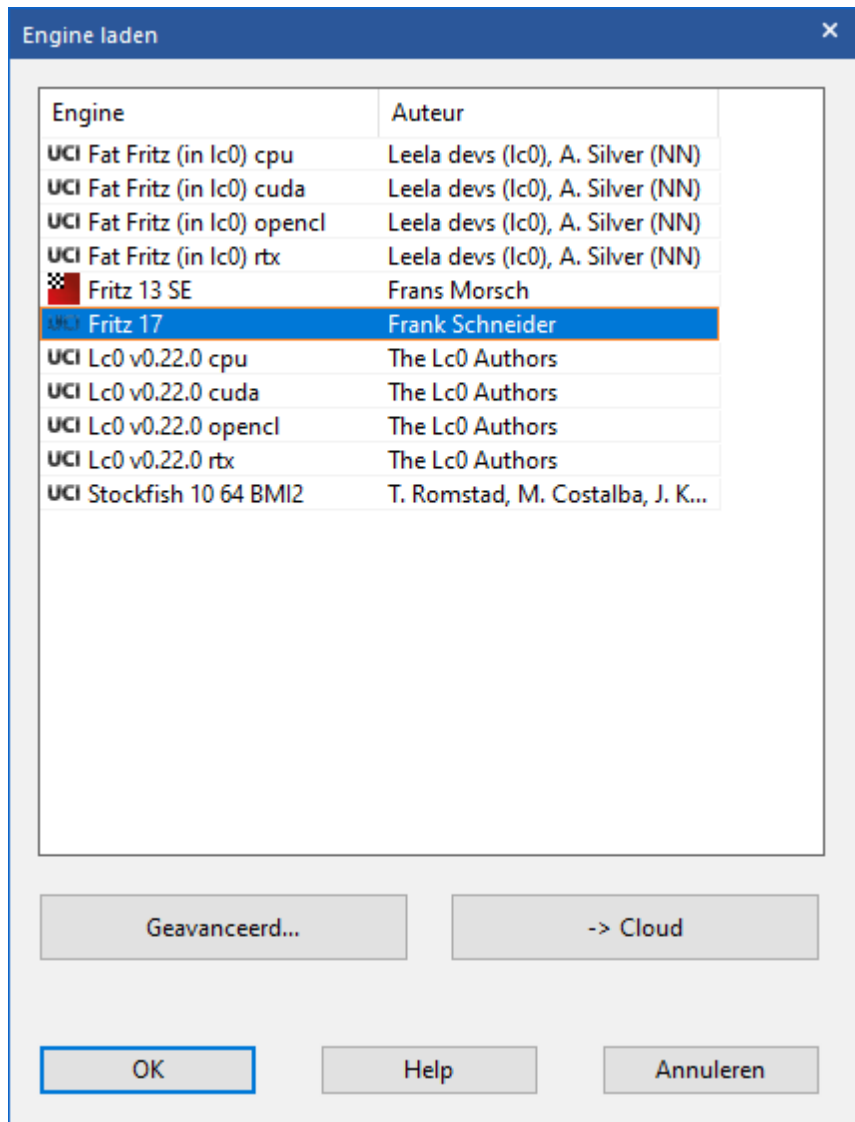 Engine laden
Engine Auteur
UCI Fat Fritz (in lc0) cpu Leela devs (lc0), A. Silver (NN)
UCI Fat Fritz (in lc0) cuda Leela devs (lc0), A. Silver (NN)
UCI Fat Fritz (in lc0) opencl Leela devs (lc0), A. Silver (NN)
UCI Fat Fritz (in lc0) rtx Leela devs (lc0), A. Silver (NN)
Fritz 13 SE Frans Morsch
UCI Fritz 17 Frank Schneider
UCI Lc0 v0.22.0 cpu The Lc0 Authors
UCI Lc0 v0.22.0 cuda The Lc0 Authors
UCI Lc0 v0.22.0 opencl The Lc0 Authors
UCI Lc0 v0.22.0 rtx The Lc0 Authors
UCI Stockfish 10 64 BMI2 T. Romstad, M. Costalba, J. K...
Geavanceerd... -> Cloud
OK Help Annuleren